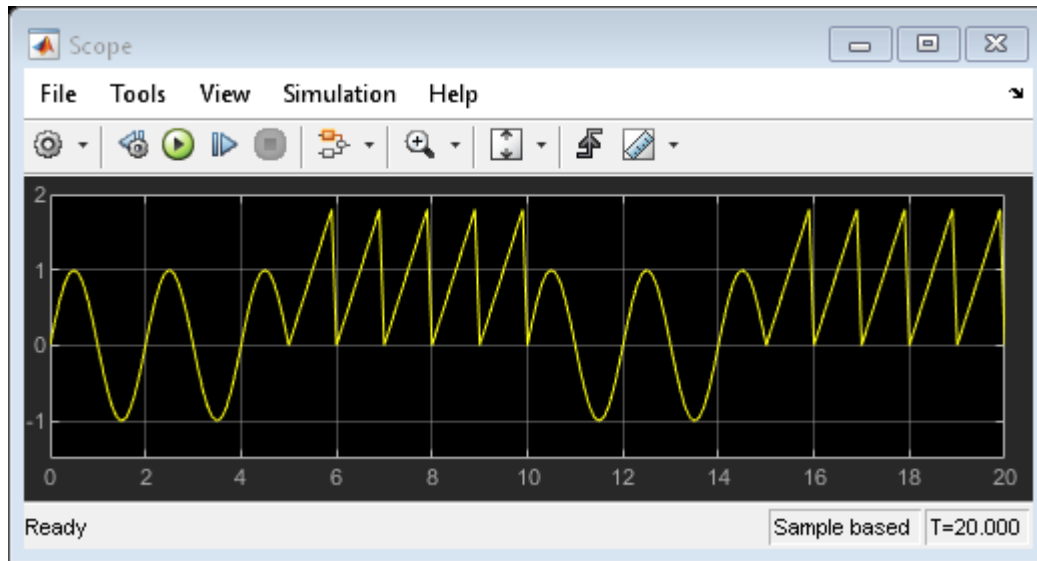 Scope
File Tools View Simulation Help
2
1
0
-1
0 2 4 6 8 10 12 14 16 18 20
Ready Sample based T=20.000